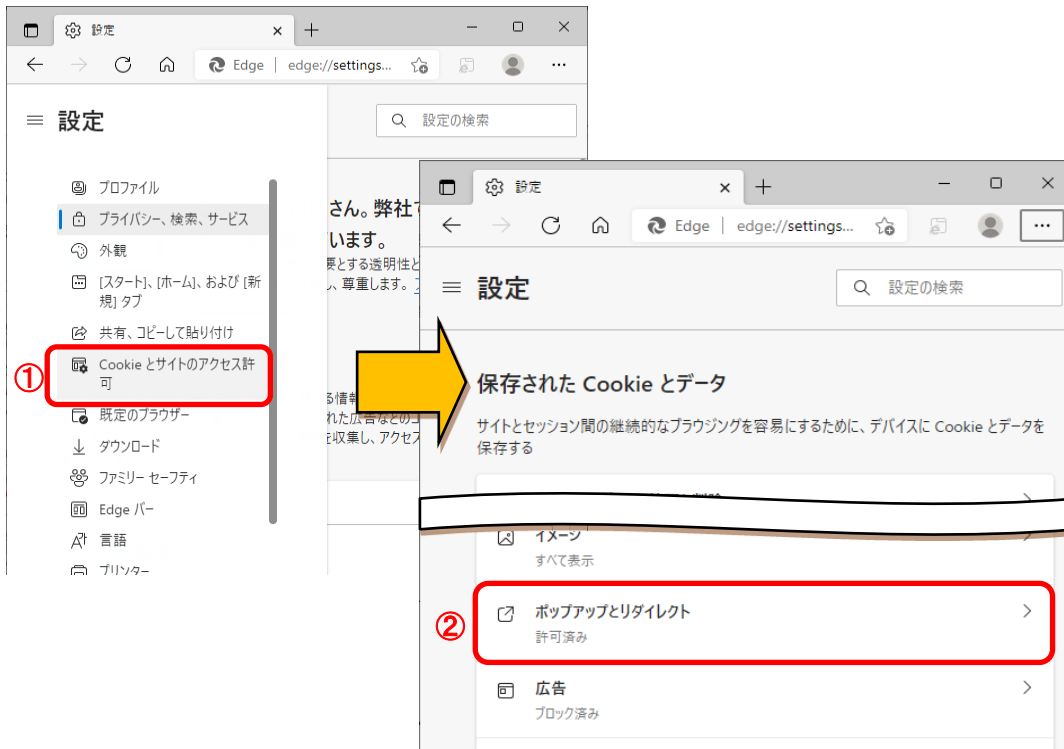 設定
Edge
edge://settings...
設定
設定の検索
プロファイル
プライバシー、検索、サービス
外観
[スタート]、[ホーム]、および [新
規] タブ
共有、コピーして貼り付け
①
Cookie とサイトのアクセス許
可
既定のブラウザー
ダウンロード
ファミリー セーフティ
Edge バー
言語
プリンター
さん。弊社
います。
要とする透明性と
し、尊重します。
る情報
れた広告などのコ
を収集し、アクセス
設定
Edge
edge://settings...
設定
設定の検索
保存された Cookie とデータ
サイトとセッション間の継続的なブラウジングを容易にするために、デバイスに Cookie とデータを
保存する
イメージ
すべて表示
②
ポップアップとリダイレクト
許可済み
広告
ブロック済み